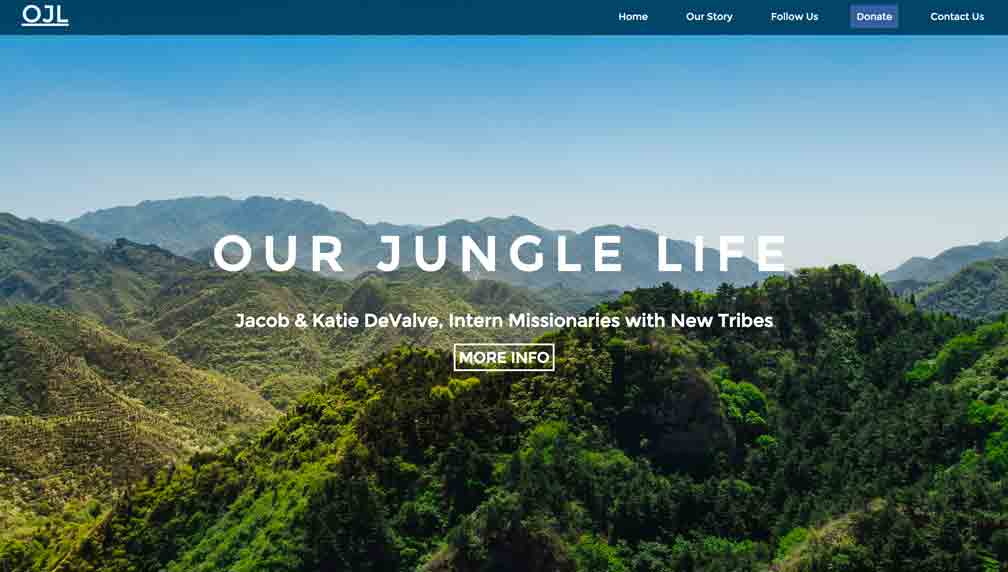 OJL
Home Our Story Follow Us Donate Contact Us
OUR JUNGLE LIFE
Jacob & Katie DeValve, Intern Missionaries with New Tribes
MORE INFO